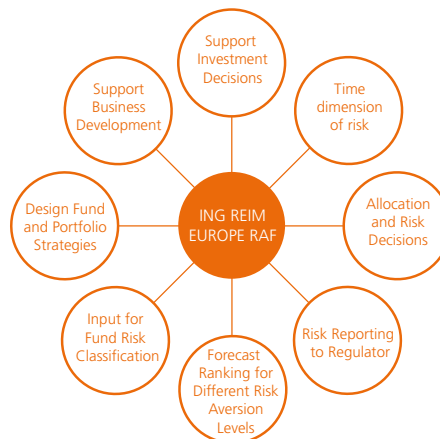 Support
Investment
Decisions
Time
dimension
of risk
Allocation
and Risk
Decisions
Risk Reporting
to Regulator
Forecast
Ranking for
Different Risk
Aversion
Levels
Input for
Fund Risk
Classification
Design Fund
and Portfolio
Strategies
Support
Business
Development
ING REIM
EUROPE RAF